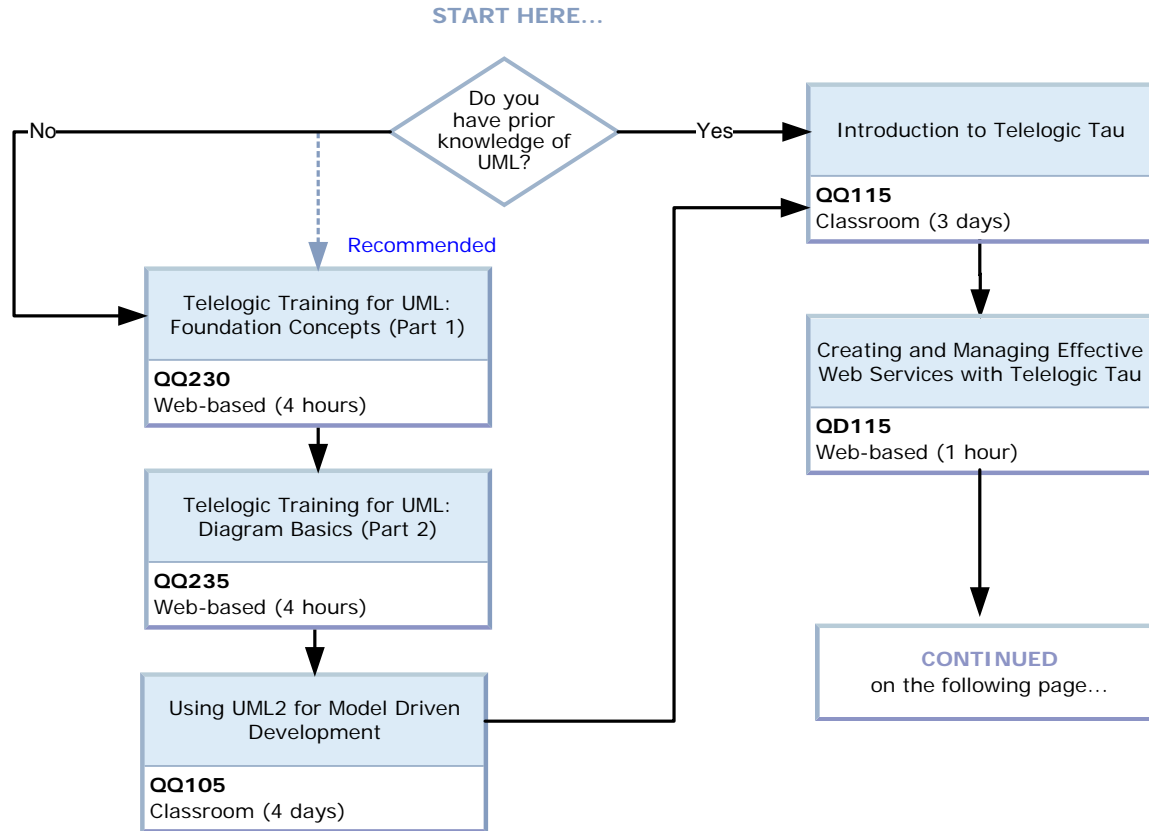 START HERE...
Do you
have prior
knowledge of
UML?
No
Yes
Recommended
Telelogic Training for UML:
Foundation Concepts (Part 1)
QQ230
Web-based (4 hours)
Telelogic Training for UML:
Diagram Basics (Part 2)
QQ235
Web-based (4 hours)
Using UML2 for Model Driven
Development
QQ105
Classroom (4 days)
Introduction to Telelogic Tau
QQ115
Classroom (3 days)
Creating and Managing Effective
Web Services with Telelogic Tau
QD115
Web-based (1 hour)
CONTINUED
on the following page...